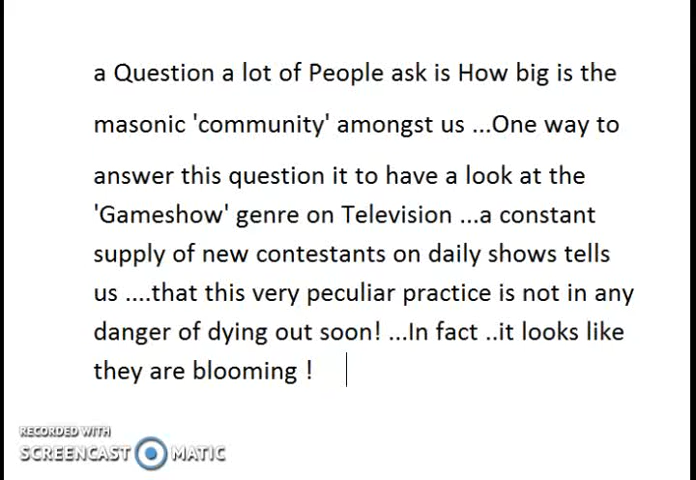 a Question a lot of People ask is How big is the
masonic 'community' amongst us ...One way to
answer this question it to have a look at the
'Gameshow' genre on Television ...a constant
supply of new contestants on daily shows tells
us ....that this very peculiar practice is not in any
danger of dying out soon! ...In fact ..it looks like
they are blooming !
RECORDED WITH
SCREENCAST MATIC